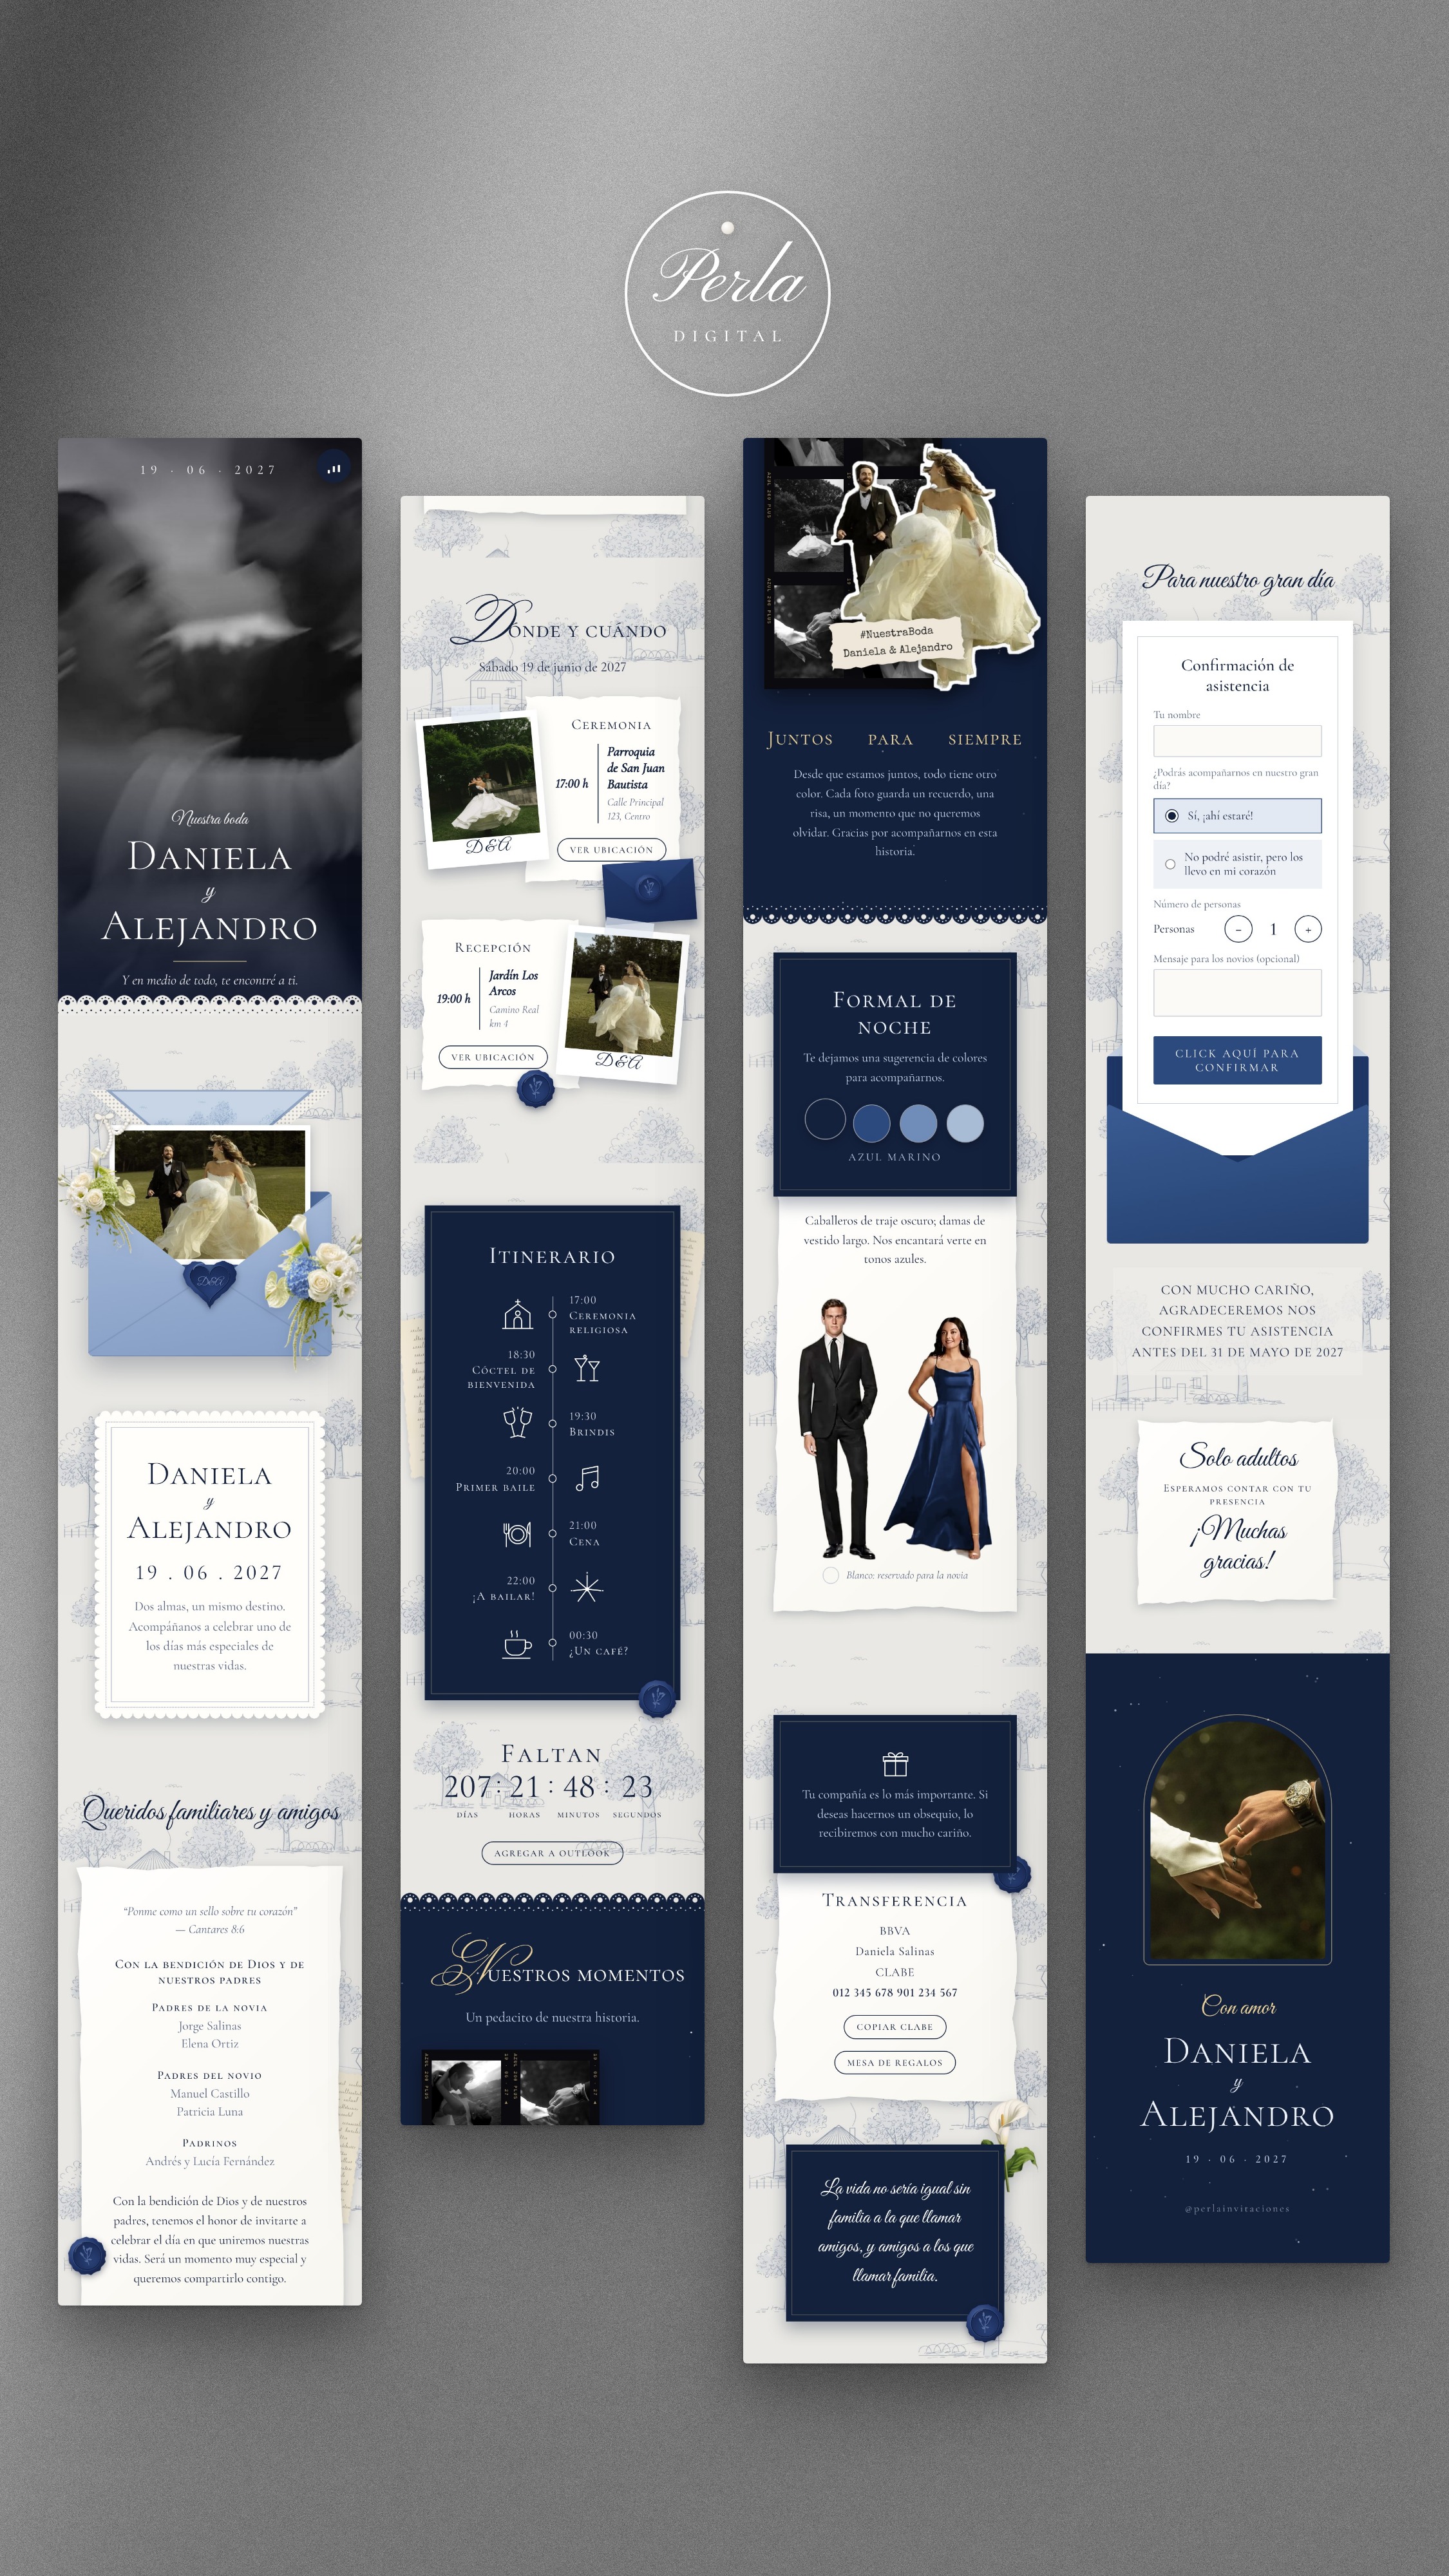 Perla
DIGITAL
19 · 06 · 2027
Nuestra boda
DANIELA
y
ALEJANDRO
Y en medio de todo, te encontré a ti.
D&A
DANIELA
y
ALEJANDRO
19 . 06 . 2027
Dos almas, un mismo destino.
Acompáñanos a celebrar uno de
los días más especiales de
nuestras vidas.
Queridos familiares y amigos
“Ponme como un sello sobre tu corazón”
— Cantares 8:6
CON LA BENDICIÓN DE DIOS Y DE
NUESTROS PADRES
PADRES DE LA NOVIA
Jorge Salinas
Elena Ortiz
PADRES DEL NOVIO
Manuel Castillo
Patricia Luna
PADRINOS
Andrés y Lucía Fernández
Con la bendición de Dios y de nuestros
padres, tenemos el honor de invitarte a
celebrar el día en que uniremos nuestras
vidas. Será un momento muy especial y
queremos compartirlo contigo.
DÓNDE Y CUÁNDO
Sábado 19 de junio de 2027
CEREMONIA
17:00 h
Parroquia
de San Juan
Bautista
Calle Principal
123, Centro
VER UBICACIÓN
D&A
RECEPCIÓN
19:00 h
Jardín Los
Arcos
Camino Real
km 4
VER UBICACIÓN
D&A
ITINERARIO
17:00
CEREMONIA
RELIGIOSA
18:30
CÓCTEL DE
BIENVENIDA
19:30
BRINDIS
20:00
PRIMER BAILE
21:00
CENA
22:00
¡A BAILAR!
00:30
¿UN CAFÉ?
FALTAN
207 : 21 : 48 : 23
DÍAS HORAS MINUTOS SEGUNDOS
AGREGAR A OUTLOOK
NUESTROS MOMENTOS
Un pedacito de nuestra historia.
#NuestraBoda
Daniela & Alejandro
JUNTOS PARA SIEMPRE
Desde que estamos juntos, todo tiene otro
color. Cada foto guarda un recuerdo, una
risa, un momento que no queremos
olvidar. Gracias por acompañarnos en esta
historia.
FORMAL DE
NOCHE
Te dejamos una sugerencia de colores
para acompañarnos.
AZUL MARINO
Caballeros de traje oscuro; damas de
vestido largo. Nos encantará verte en
tonos azules.
Blanco: reservado para la novia
Tu compañía es lo más importante. Si
deseas hacernos un obsequio, lo
recibiremos con mucho cariño.
TRANSFERENCIA
BBVA
Daniela Salinas
CLABE
012 345 678 901 234 567
COPIAR CLABE
MESA DE REGALOS
La vida no sería igual sin
familia a la que llamar
amigos, y amigos a los que
llamar familia.
Para nuestro gran día
Confirmación de
asistencia
Tu nombre
¿Podrás acompañarnos en nuestro gran
día?
Sí, ¡ahí estaré!
No podré asistir, pero los
llevo en mi corazón
Número de personas
Personas − 1 +
Mensaje para los novios (opcional)
CLICK AQUÍ PARA
CONFIRMAR
CON MUCHO CARIÑO,
AGRADECEREMOS NOS
CONFIRMES TU ASISTENCIA
ANTES DEL 31 DE MAYO DE 2027
Solo adultos
ESPERAMOS CONTAR CON TU
PRESENCIA
¡Muchas
gracias!
Con amor
DANIELA
y
ALEJANDRO
19 · 06 · 2027
@perlainvitaciones